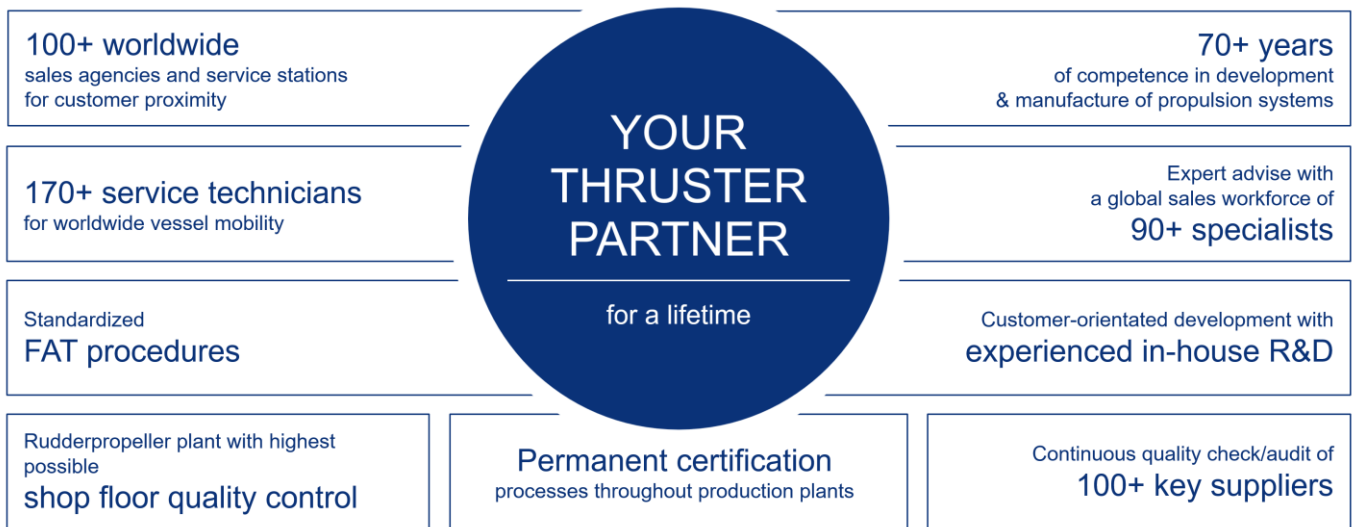 100+ worldwide
sales agencies and service stations
for customer proximity
170+ service technicians
for worldwide vessel mobility
Standardized
FAT procedures
Rudderpropeller plant with highest
possible
shop floor quality control
YOUR
THRUSTER
PARTNER
for a lifetime
Permanent certification
processes throughout production plants
70+ years
of competence in development
& manufacture of propulsion systems
Expert advise with
a global sales workforce of
90+ specialists
Customer-orientated development with
experienced in-house R&D
Continuous quality check/audit of
100+ key suppliers